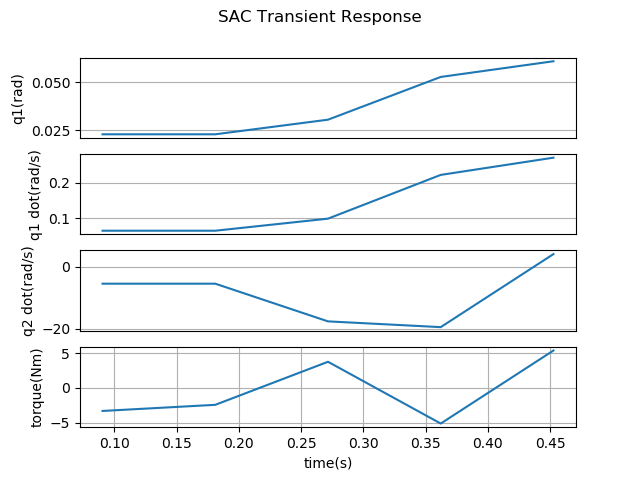 SAC Transient Response
q1(rad)
0.050
0.025
q1 dot(rad/s)
0.2
0.1
q2 dot(rad/s)
0
−20
torque(Nm)
5
0
−5
0.10 0.15 0.20 0.25 0.30 0.35 0.40 0.45
time(s)